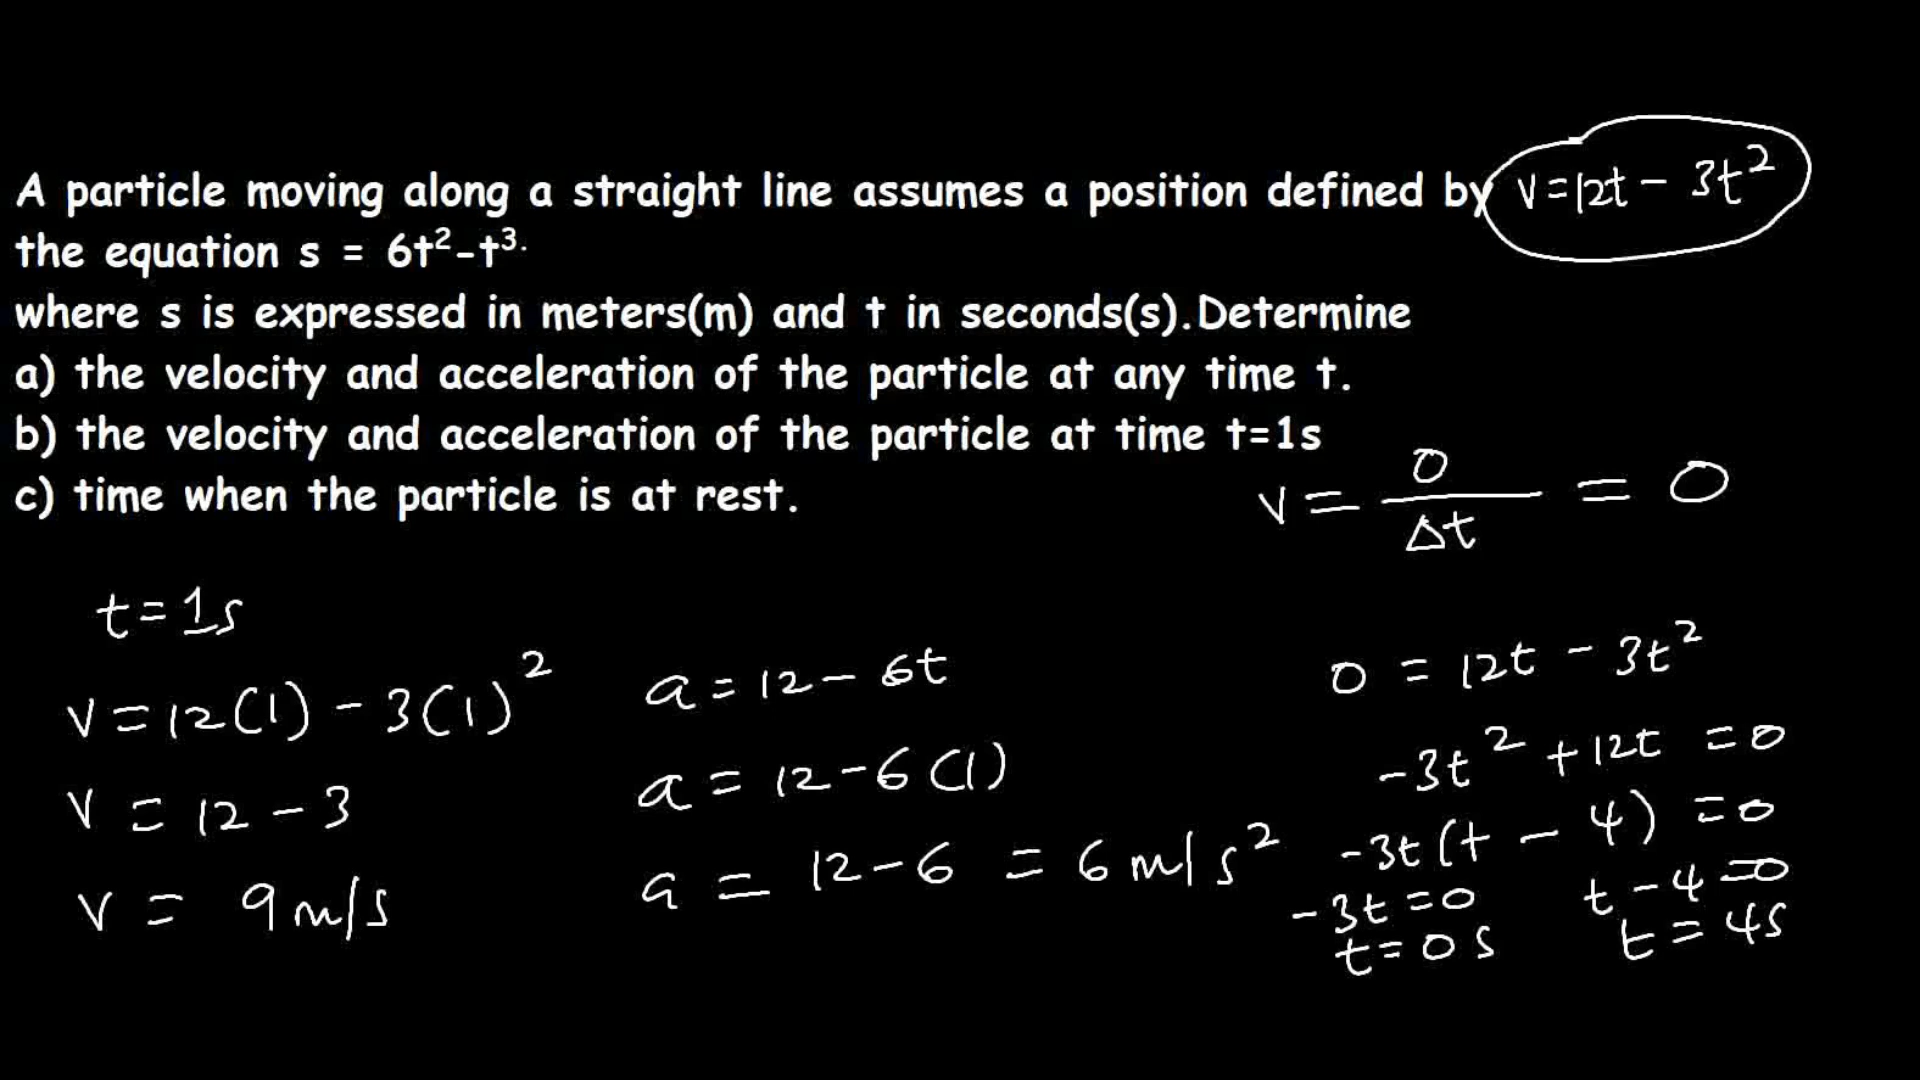 A particle moving along a straight line assumes a position defined by v=12t - 3t²
the equation s = 6t²-t³.
where s is expressed in meters(m) and t in seconds(s).Determine
a) the velocity and acceleration of the particle at any time t.
b) the velocity and acceleration of the particle at time t=1s
c) time when the particle is at rest.
v = 0/Δt = 0
t=1s
v=12(1)-3(1)²
v = 12-3
v = 9m/s
a=12-6t
a = 12-6(1)
a = 12-6 = 6m/s²
0 = 12t - 3t²
-3t² +12t =0
-3t(t - 4) =0
-3t=0
t=0s
t-4=0
t=4s